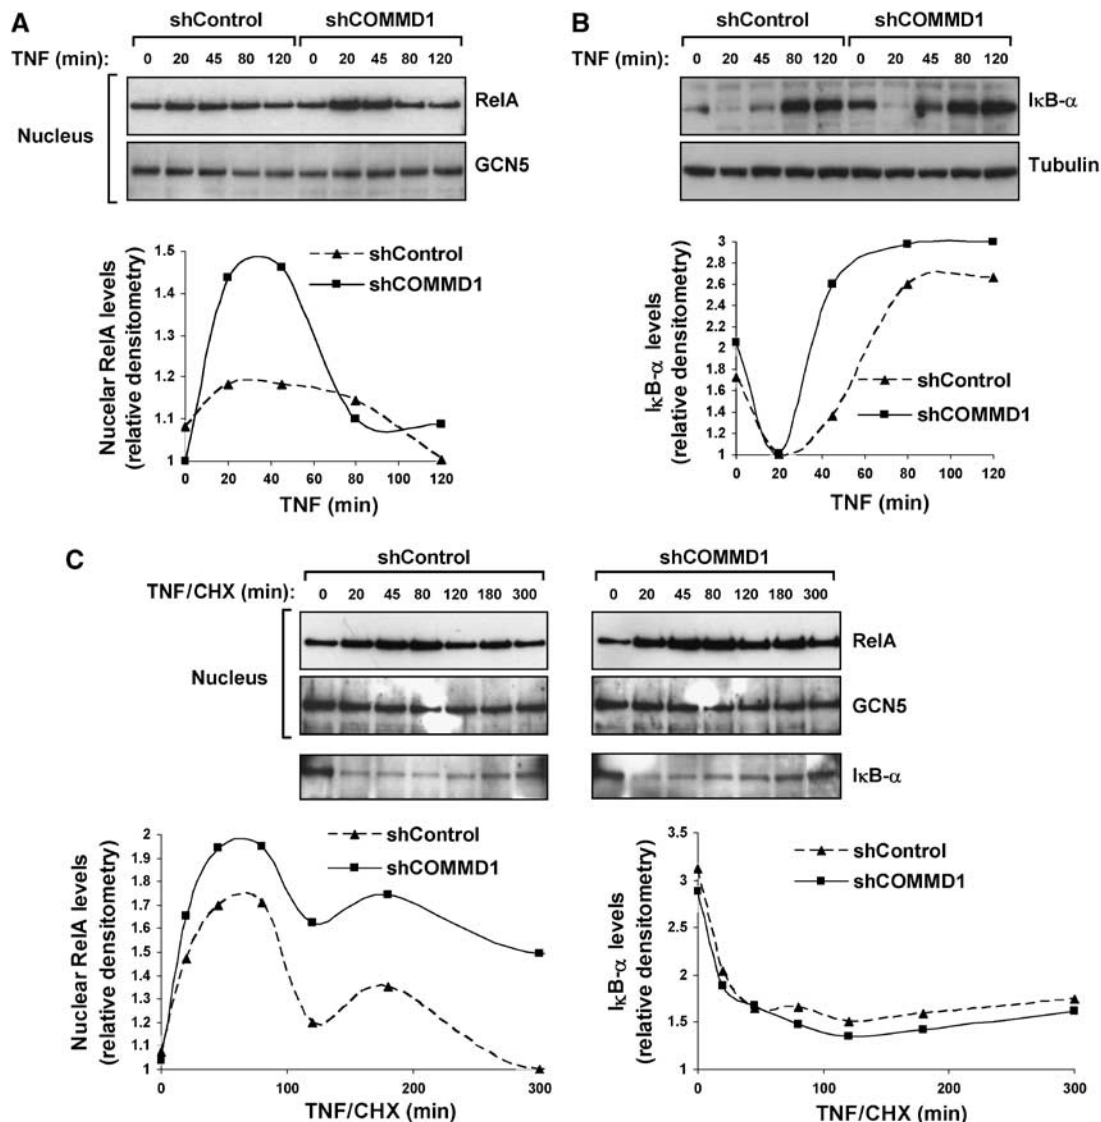 A
shControl shCOMMD1
TNF (min): 0 20 45 80 120 0 20 45 80 120
RelA
Nucleus
GCN5
Nucelar RelA levels
(relative densitometry)
1.5
1.4
1.3
1.2
1.1
1
shControl
shCOMMD1
0 20 40 60 80 100 120
TNF (min)
B
shControl shCOMMD1
TNF (min): 0 20 45 80 120 0 20 45 80 120
IκB-α
Tubulin
IκB-α levels
(relative densitometry)
3
2.8
2.6
2.4
2.2
2
1.8
1.6
1.4
1.2
1
shControl
shCOMMD1
0 20 40 60 80 100 120
TNF (min)
C
shControl shCOMMD1
TNF/CHX (min): 0 20 45 80 120 180 300 0 20 45 80 120 180 300
RelA
Nucleus
GCN5
IκB-α
Nuclear RelA levels
(relative densitometry)
2
1.9
1.8
1.7
1.6
1.5
1.4
1.3
1.2
1.1
1
shControl
shCOMMD1
0 100 200 300
TNF/CHX (min)
IκB-α levels
(relative densitometry)
3.5
3
2.5
2
1.5
1
shControl
shCOMMD1
0 100 200 300
TNF/CHX (min)